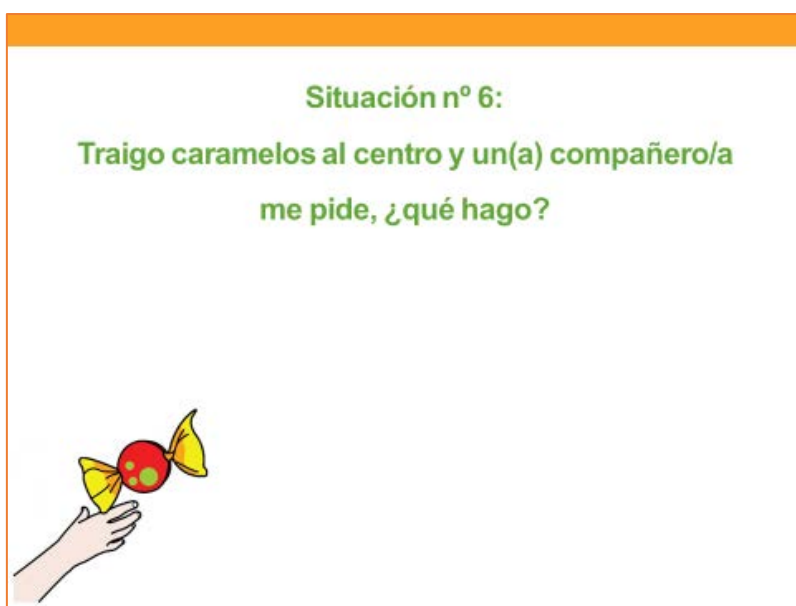 Situación nº 6:
Traigo caramelos al centro y un(a) compañero/a
me pide, ¿qué hago?